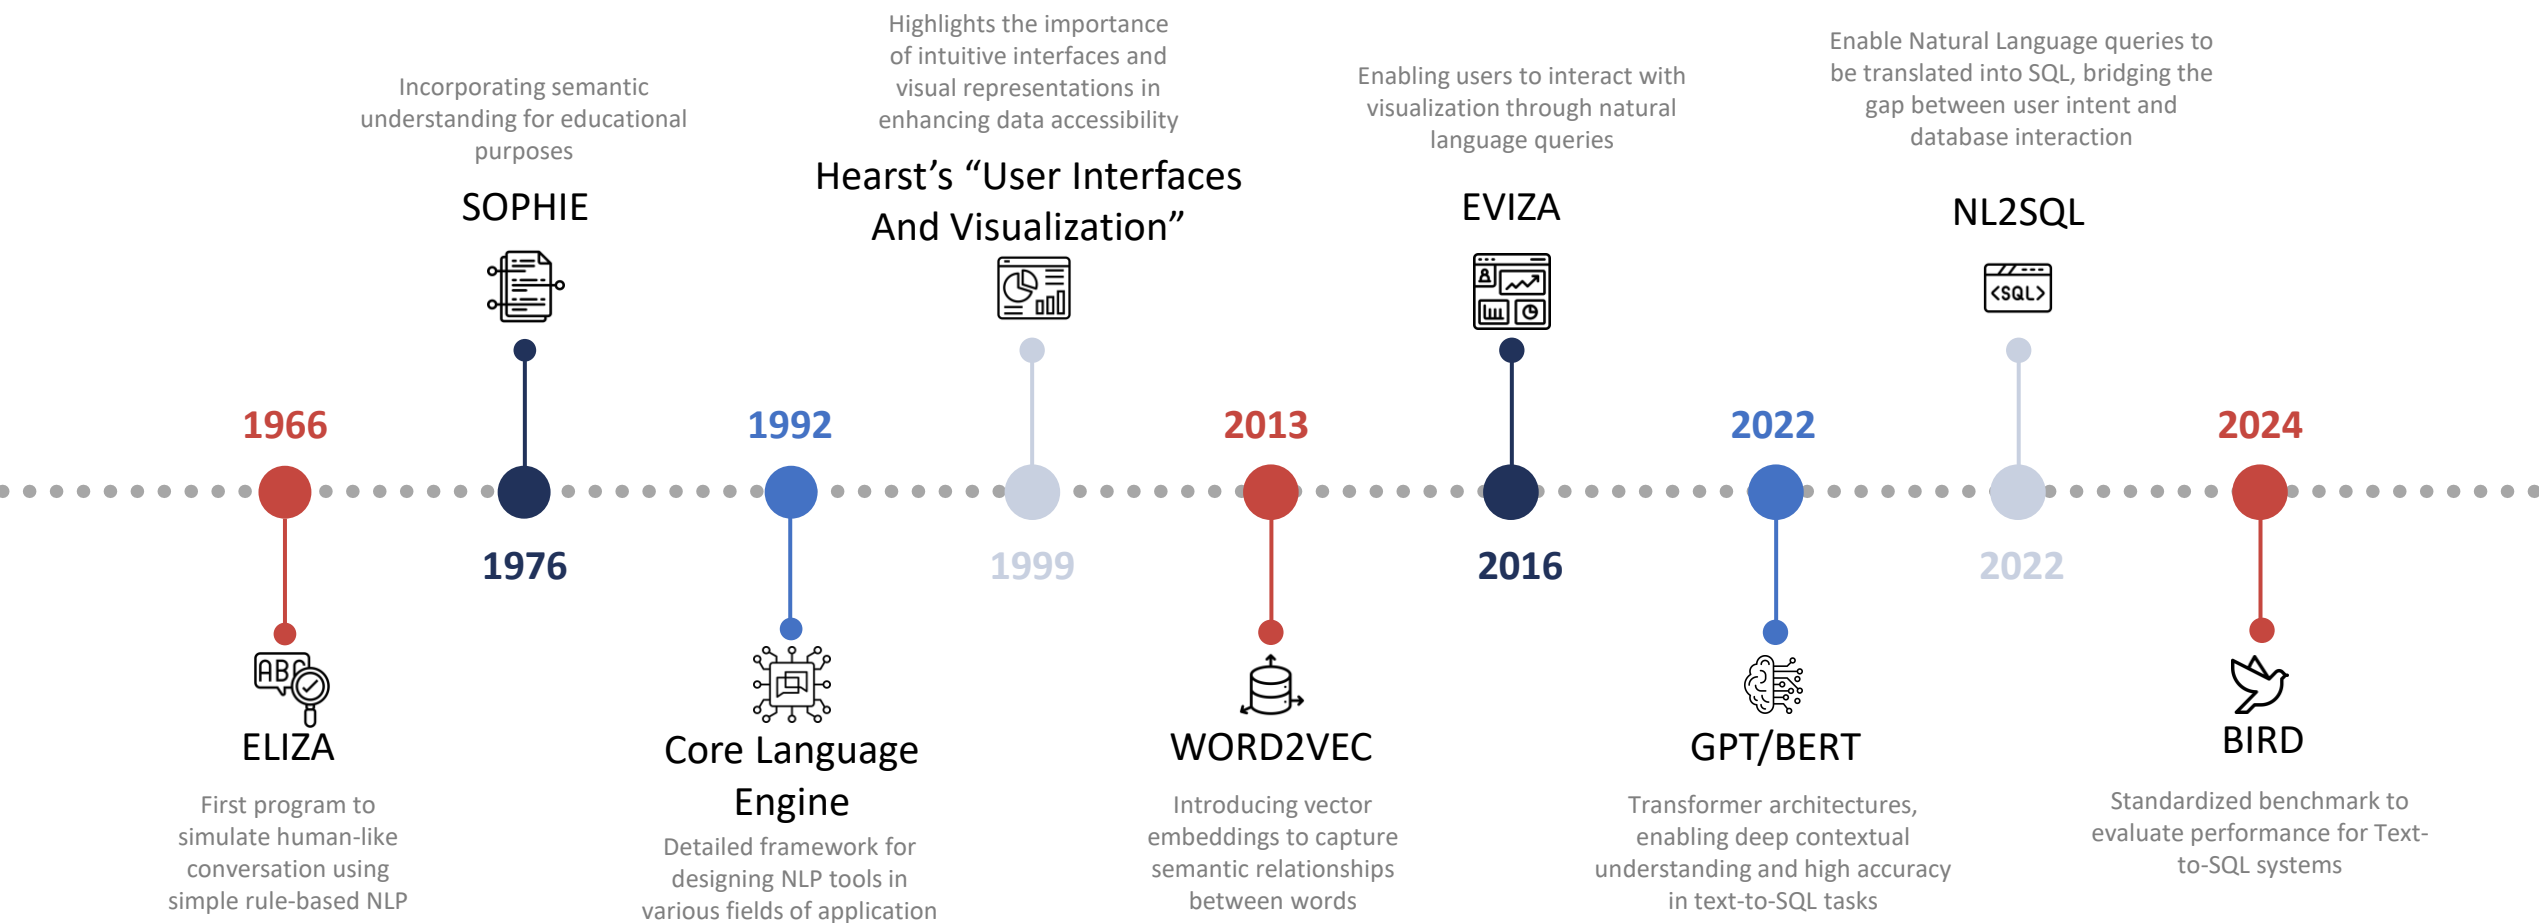 Incorporating semantic
understanding for educational
purposes
SOPHIE
Highlights the importance
of intuitive interfaces and
visual representations in
enhancing data accessibility
Hearst’s “User Interfaces
And Visualization”
Enabling users to interact with
visualization through natural
language queries
EVIZA
Enable Natural Language queries to
be translated into SQL, bridging the
gap between user intent and
database interaction
NL2SQL
<SQL>
1966
1976
1992
1999
2013
2016
2022
2022
2024
ABC
ELIZA
First program to
simulate human-like
conversation using
simple rule-based NLP
Core Language
Engine
Detailed framework for
designing NLP tools in
various fields of application
WORD2VEC
Introducing vector
embeddings to capture
semantic relationships
between words
GPT/BERT
Transformer architectures,
enabling deep contextual
understanding and high accuracy
in text-to-SQL tasks
BIRD
Standardized benchmark to
evaluate performance for Text-
to-SQL systems